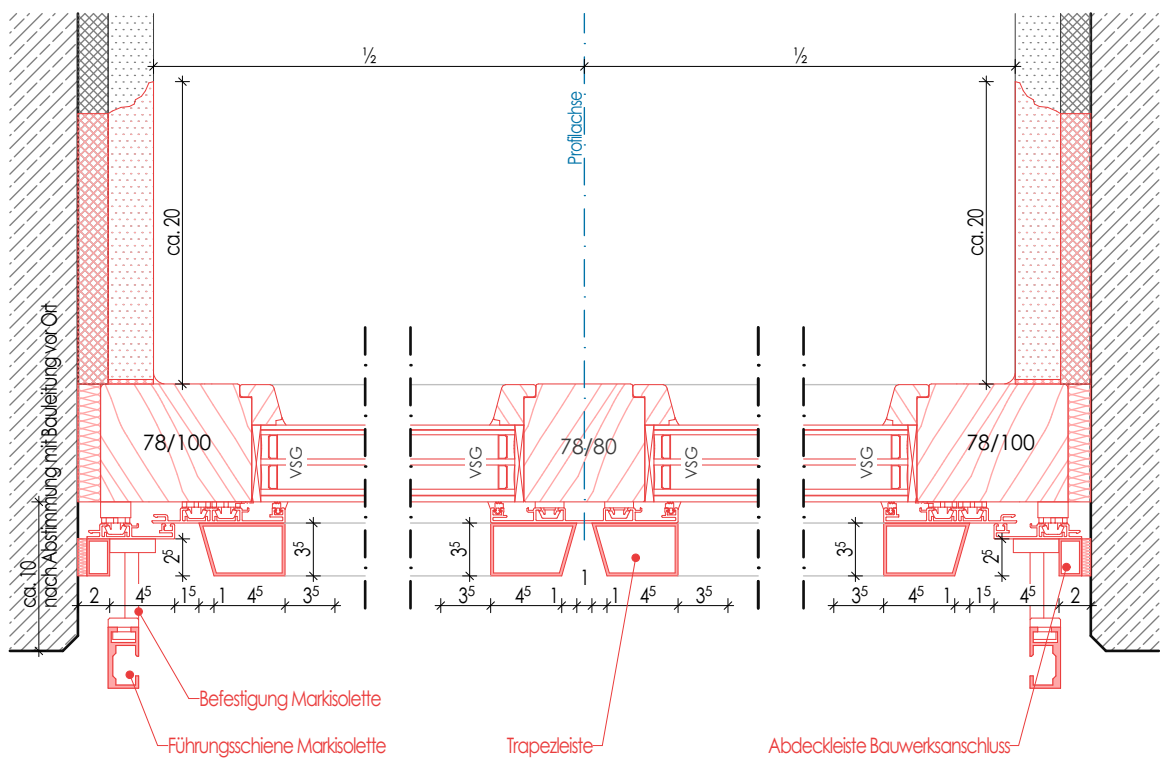 ½
½
Profilachse
ca. 20
ca. 20
ca. 10
nach Abstimmung mit Bauleitung vor Ort
78/100
78/80
78/100
VSG
VSG
VSG
VSG
2⁵
3⁵
3⁵
3⁵
2⁵
1
2
4⁵
1⁵
1
4⁵
3⁵
3⁵
4⁵
1
1
4⁵
3⁵
3⁵
4⁵
1
1⁵
4⁵
2
Befestigung Markisolette
Führungsschiene Markisolette
Trapezleiste
Abdeckleiste Bauwerksanschluss